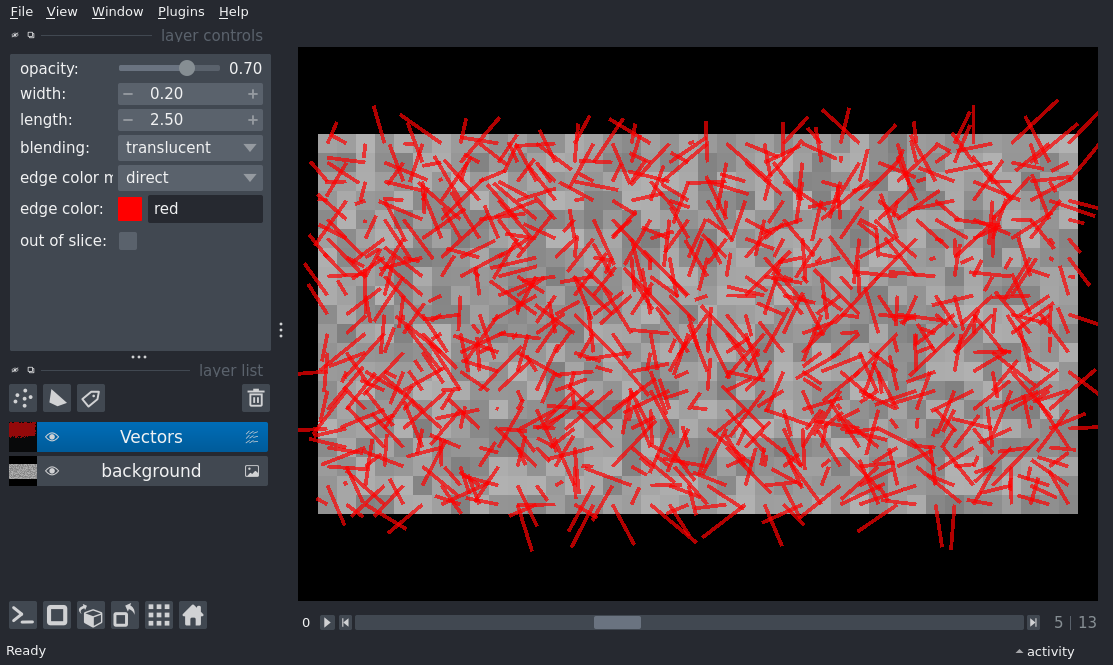 File View Window Plugins Help
layer controls
opacity: 0.70
width: − 0.20 +
length: − 2.50 +
blending: translucent
edge color m direct
edge color: red
out of slice:
layer list
Vectors
background
0 5 | 13
Ready activity